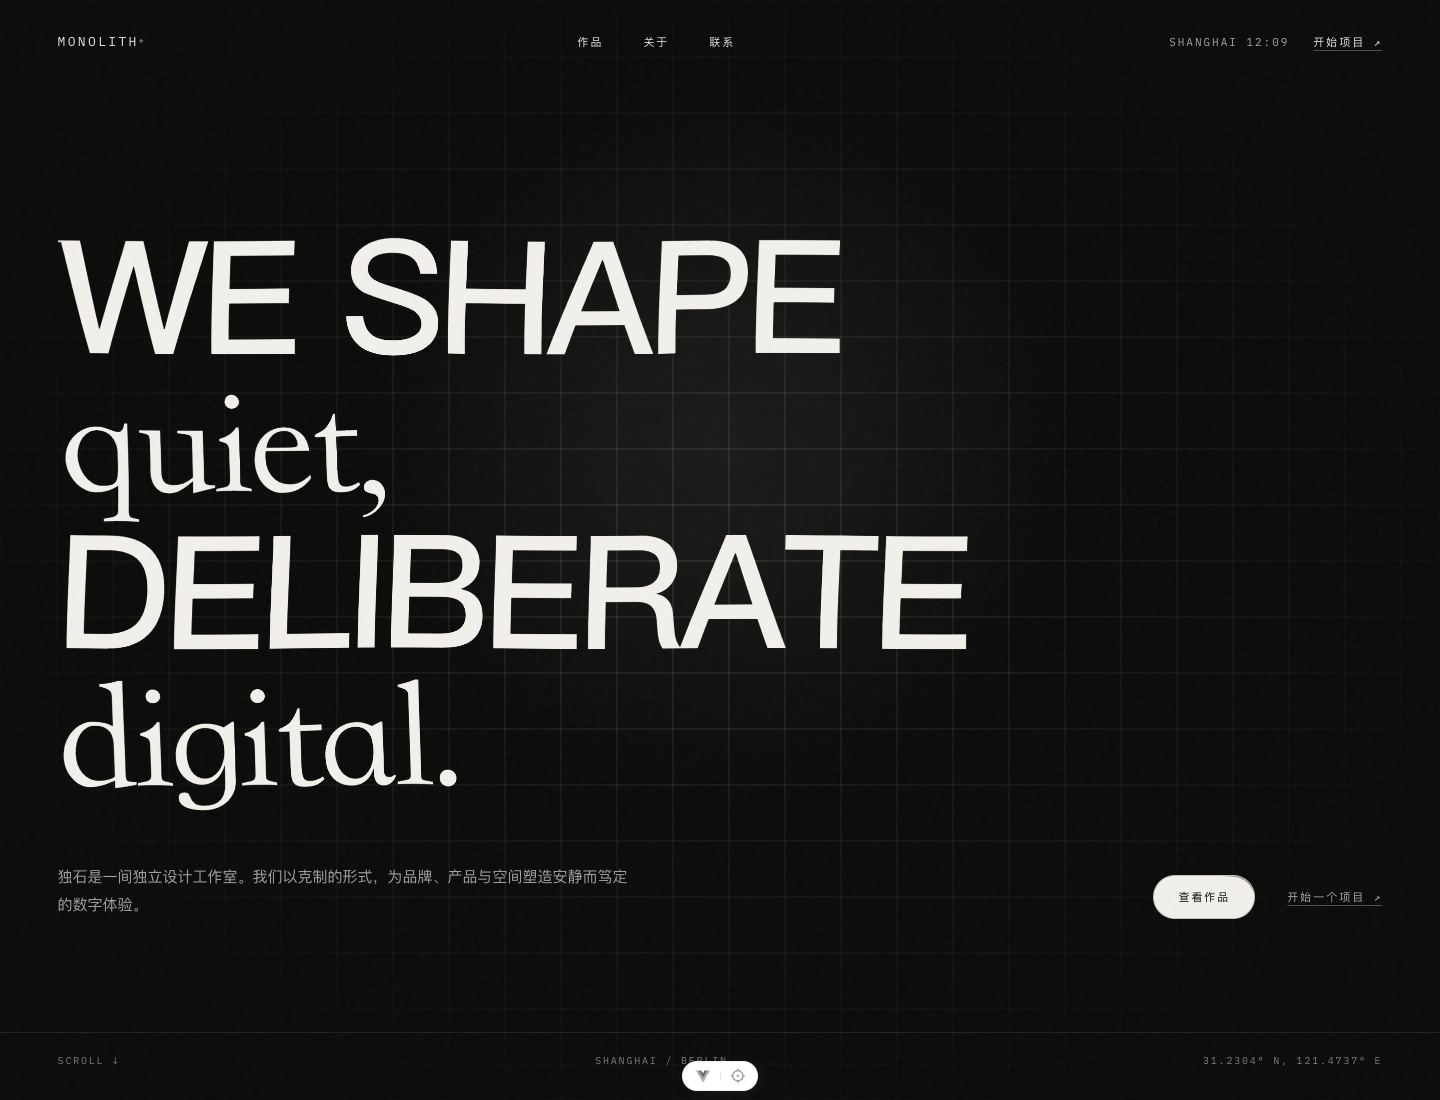 MONOLITH®
作品 关于 联系
SHANGHAI 12:09 开始项目 ↗
WE SHAPE
quiet,
DELIBERATE
digital.
独石是一间独立设计工作室。我们以克制的形式，为品牌、产品与空间塑造安静而笃定
的数字体验。
查看作品 开始一个项目 ↗
SCROLL ↓
SHANGHAI / BERLIN
31.2304° N, 121.4737° E